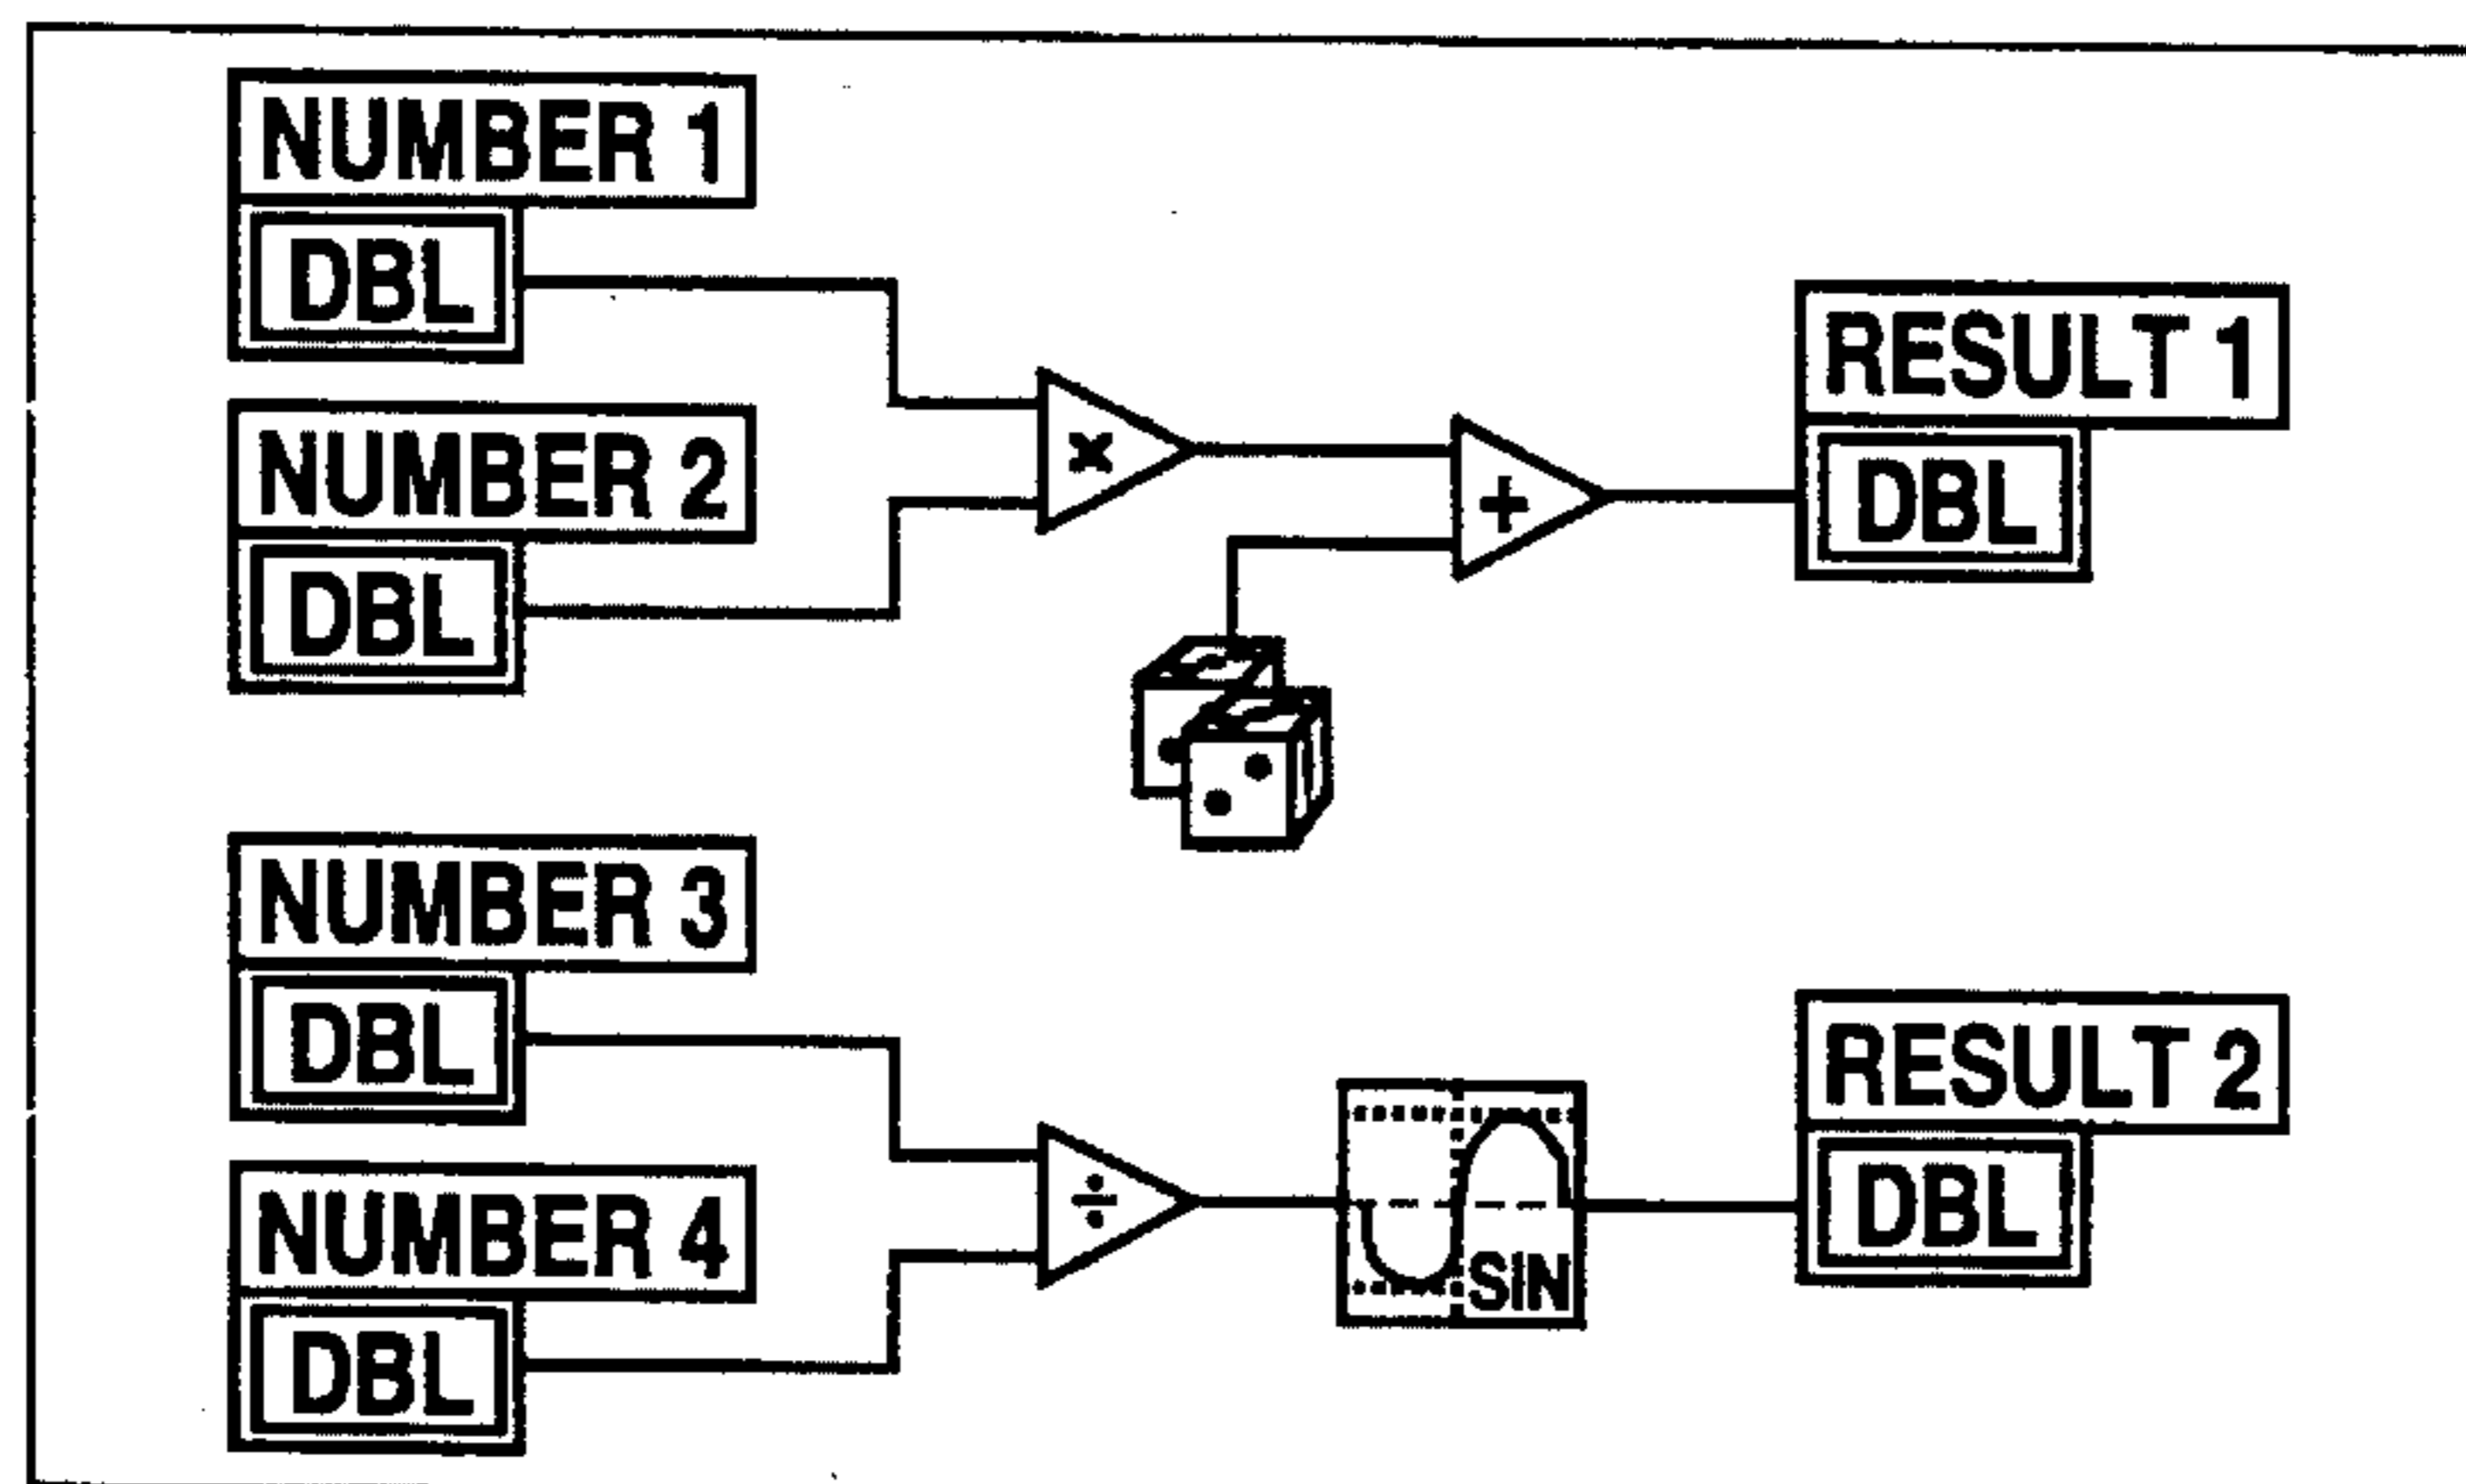 NUMBER 1
DBL
NUMBER 2
DBL
×
+
RESULT 1
DBL
NUMBER 3
DBL
NUMBER 4
DBL
÷
SIN
RESULT 2
DBL